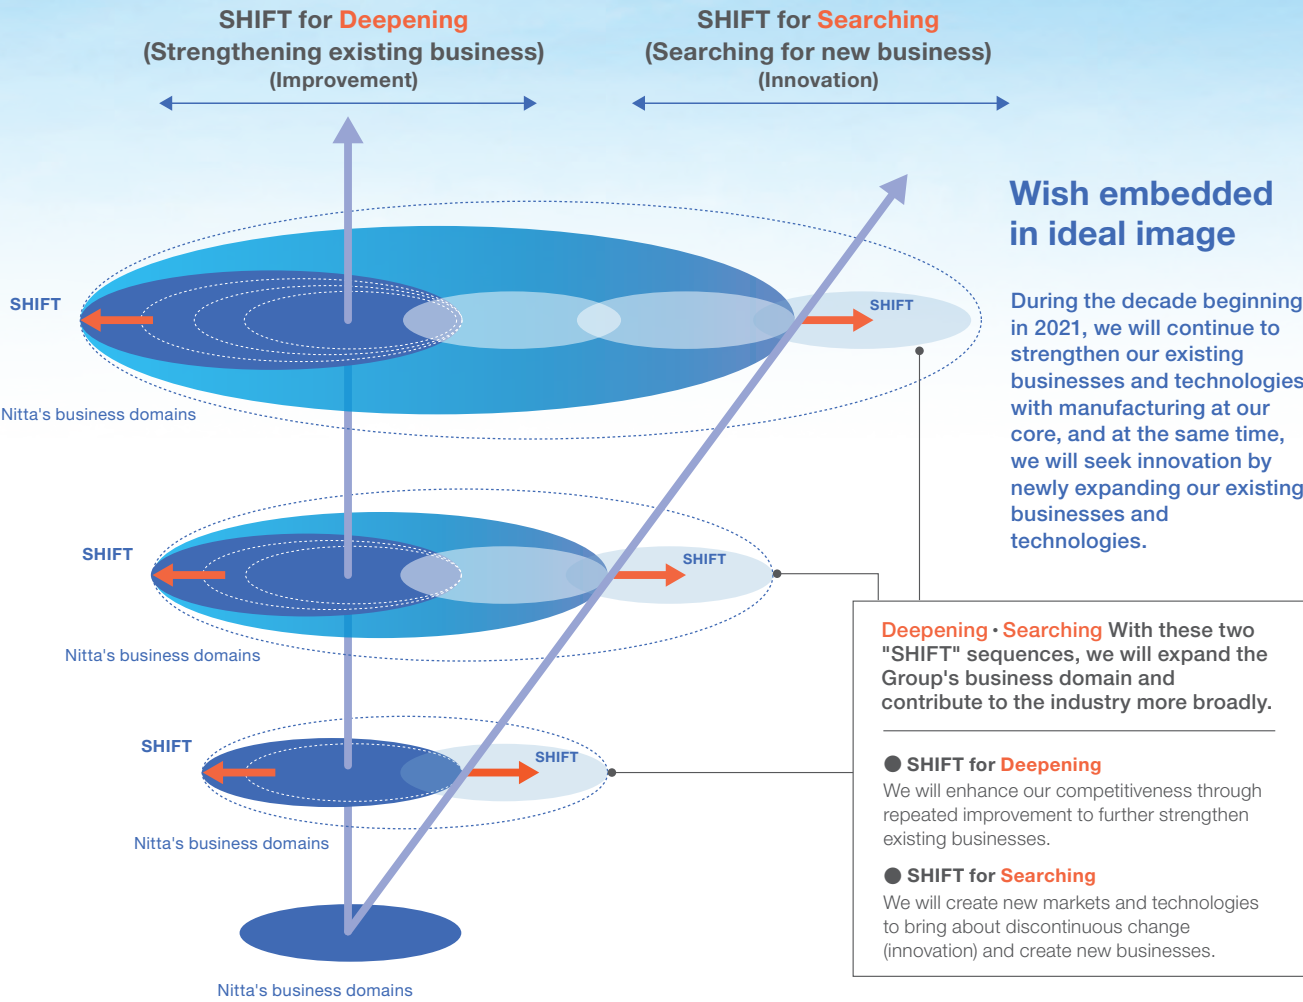 SHIFT for Deepening
(Strengthening existing business)
(Improvement)
SHIFT for Searching
(Searching for new business)
(Innovation)
Wish embedded
in ideal image
During the decade beginning
in 2021, we will continue to
strengthen our existing
businesses and technologies
with manufacturing at our
core, and at the same time,
we will seek innovation by
newly expanding our existing
businesses and
technologies.
SHIFT
SHIFT
Nitta's business domains
SHIFT
SHIFT
Nitta's business domains
SHIFT
SHIFT
Nitta's business domains
Nitta's business domains
Deepening・Searching With these two
"SHIFT" sequences, we will expand the
Group's business domain and
contribute to the industry more broadly.
● SHIFT for Deepening
We will enhance our competitiveness through
repeated improvement to further strengthen
existing businesses.
● SHIFT for Searching
We will create new markets and technologies
to bring about discontinuous change
(innovation) and create new businesses.